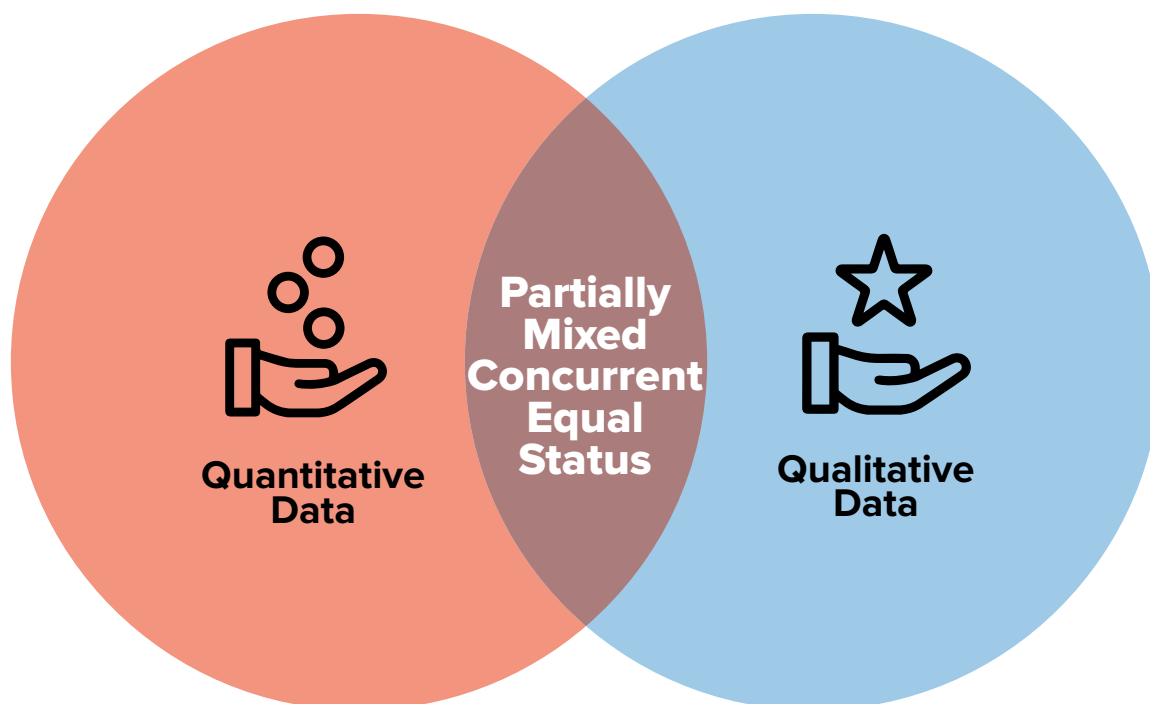 Quantitative
Data
Partially
Mixed
Concurrent
Equal
Status
Qualitative
Data